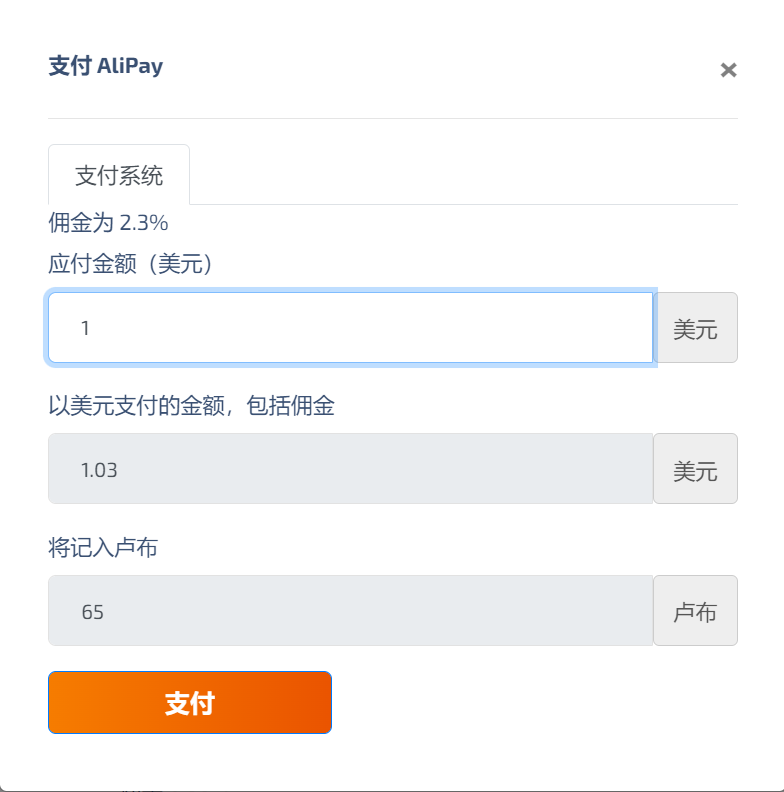 支付 AliPay
×
支付系统
佣金为 2.3%
应付金额（美元）
1 美元
以美元支付的金额，包括佣金
1.03 美元
将记入卢布
65 卢布
支付